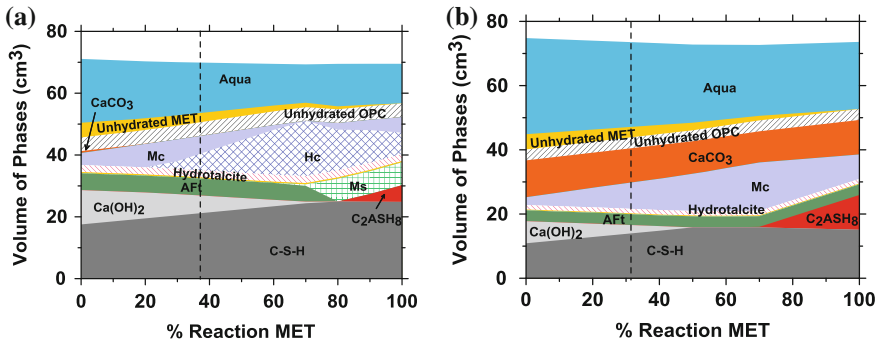 (a)
Volume of Phases (cm³)
80
60
40
20
0
Aqua
CaCO₃
Unhydrated MET
Unhydrated OPC
Mc
Hc
Hydrotalcite
AFt
Ms
Ca(OH)₂
C₂ASH₈
C-S-H
0 20 40 60 80 100
% Reaction MET
(b)
Volume of Phases (cm³)
80
60
40
20
0
Aqua
Unhydrated MET
Unhydrated OPC
CaCO₃
Mc
Hydrotalcite
AFt
Ca(OH)₂
C₂ASH₈
C-S-H
0 20 40 60 80 100
% Reaction MET